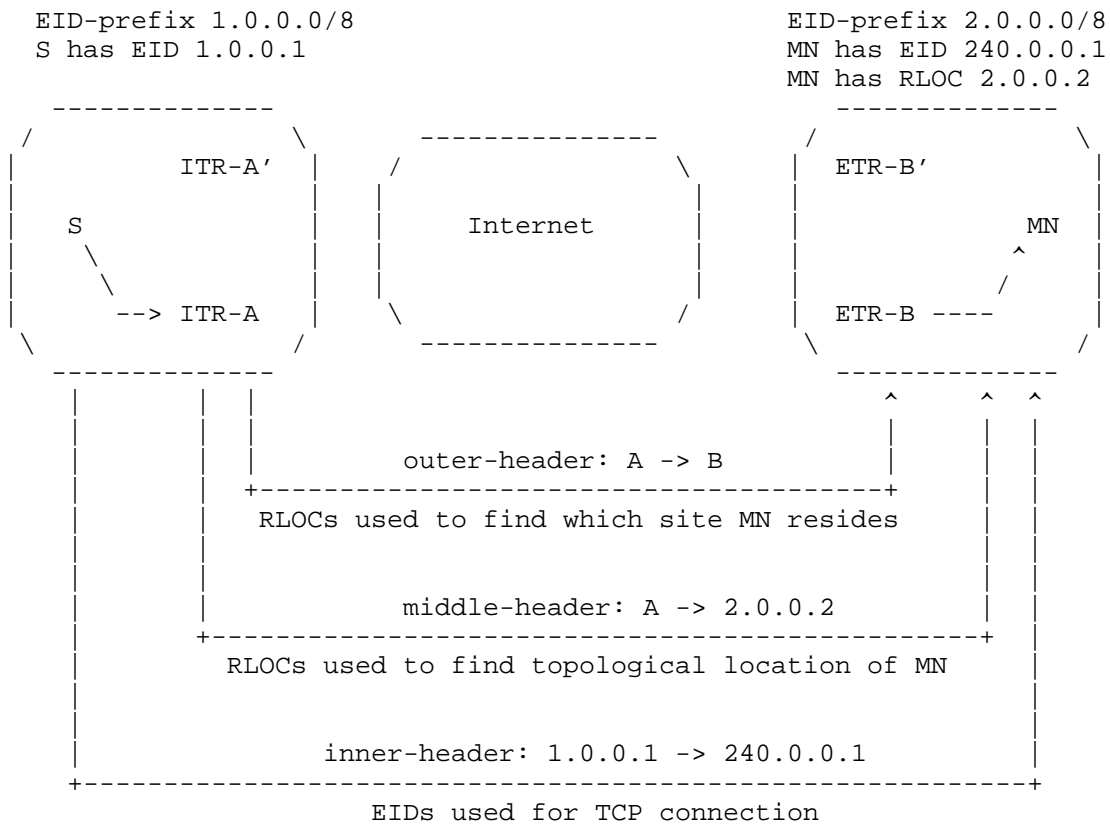 EID-prefix 1.0.0.0/8 EID-prefix 2.0.0.0/8
S has EID 1.0.0.1 MN has EID 240.0.0.1
MN has RLOC 2.0.0.2
ITR-A’ ETR-B’
S Internet MN
ITR-A ETR-B
outer-header: A -> B
RLOCs used to find which site MN resides
middle-header: A -> 2.0.0.2
RLOCs used to find topological location of MN
inner-header: 1.0.0.1 -> 240.0.0.1
EIDs used for TCP connection